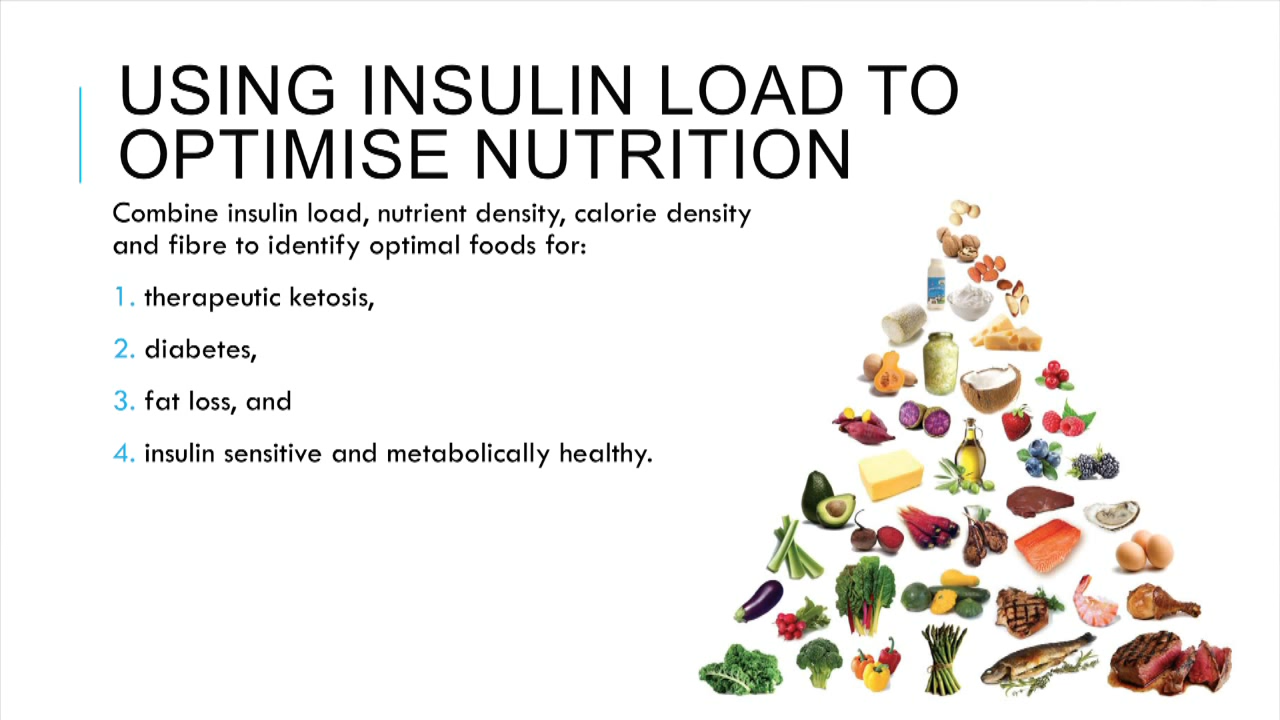 USING INSULIN LOAD TO
OPTIMISE NUTRITION
Combine insulin load, nutrient density, calorie density
and fibre to identify optimal foods for:
1. therapeutic ketosis,
2. diabetes,
3. fat loss, and
4. insulin sensitive and metabolically healthy.